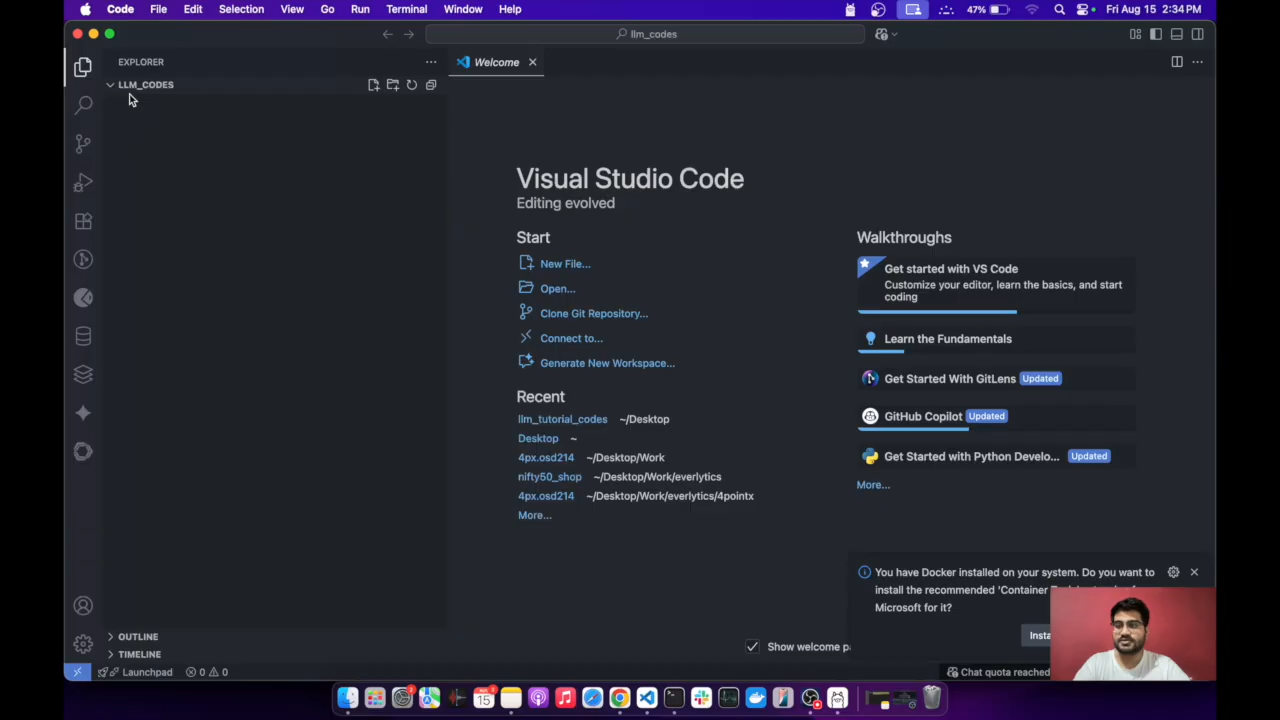 Code File Edit Selection View Go Run Terminal Window Help 47% Fri Aug 15 2:34 PM
llm_codes
EXPLORER
Welcome
LLM_CODES
Visual Studio Code
Editing evolved
Start
New File...
Open...
Clone Git Repository...
Connect to...
Generate New Workspace...
Recent
llm_tutorial_codes ~/Desktop
Desktop ~
4px.osd214 ~/Desktop/Work
nifty50_shop ~/Desktop/Work/everlytics
4px.osd214 ~/Desktop/Work/everlytics/4pointx
More...
Walkthroughs
Get started with VS Code
Customize your editor, learn the basics, and start
coding
Learn the Fundamentals
Get Started With GitLens Updated
GitHub Copilot Updated
Get Started with Python Develo... Updated
More...
You have Docker installed on your system. Do you want to
install the recommended 'Container
Microsoft for it?
Insta
Show welcome pa
OUTLINE
TIMELINE
Launchpad 0 0
Chat quota reached
15